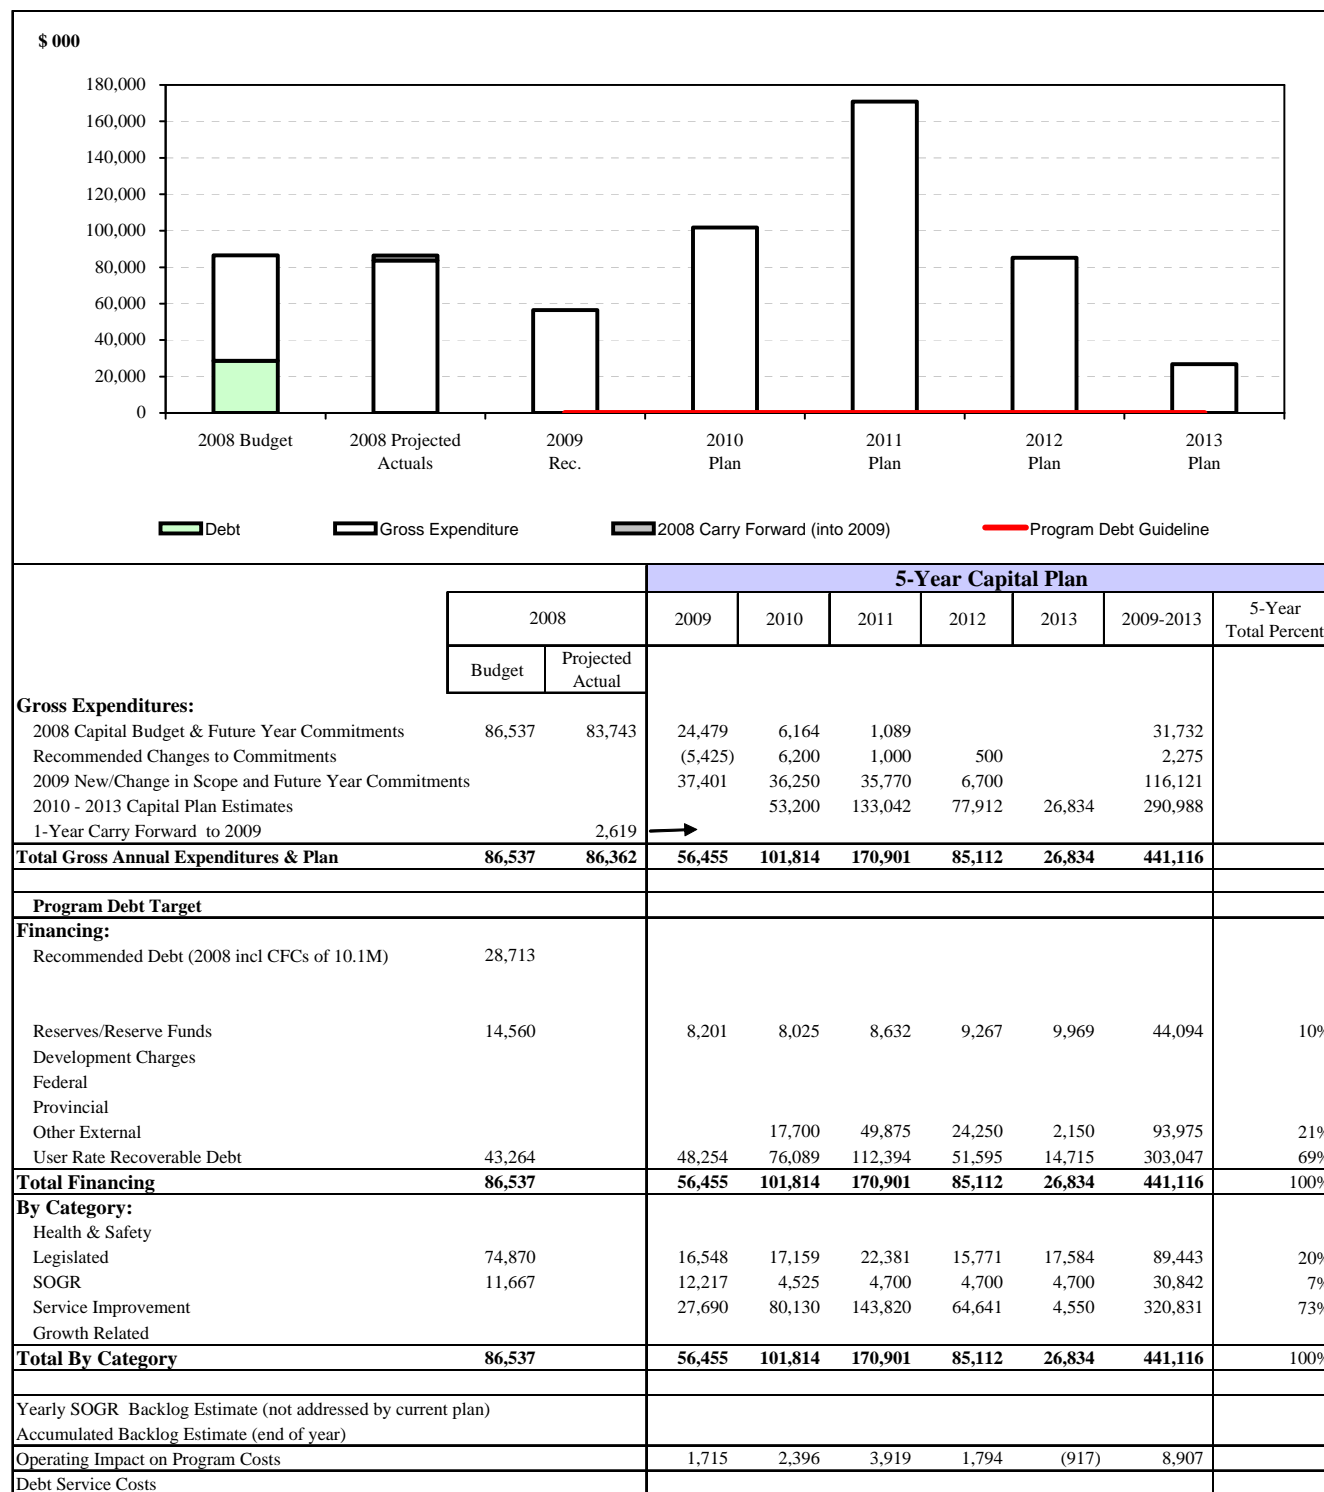 $ 000
180,000
160,000
140,000
120,000
100,000
80,000
60,000
40,000
20,000
0
2008 Budget 2008 Projected Actuals 2009 Rec. 2010 Plan 2011 Plan 2012 Plan 2013 Plan
Debt Gross Expenditure 2008 Carry Forward (into 2009) Program Debt Guideline
5-Year Capital Plan
2008 2009 2010 2011 2012 2013 2009-2013 5-Year Total Percent
Budget Projected Actual
Gross Expenditures:
2008 Capital Budget & Future Year Commitments 86,537 83,743 24,479 6,164 1,089 31,732
Recommended Changes to Commitments (5,425) 6,200 1,000 500 2,275
2009 New/Change in Scope and Future Year Commitments 37,401 36,250 35,770 6,700 116,121
2010 - 2013 Capital Plan Estimates 53,200 133,042 77,912 26,834 290,988
1-Year Carry Forward to 2009 2,619
Total Gross Annual Expenditures & Plan 86,537 86,362 56,455 101,814 170,901 85,112 26,834 441,116
Program Debt Target
Financing:
Recommended Debt (2008 incl CFCs of 10.1M) 28,713
Reserves/Reserve Funds 14,560 8,201 8,025 8,632 9,267 9,969 44,094 10%
Development Charges
Federal
Provincial
Other External 17,700 49,875 24,250 2,150 93,975 21%
User Rate Recoverable Debt 43,264 48,254 76,089 112,394 51,595 14,715 303,047 69%
Total Financing 86,537 56,455 101,814 170,901 85,112 26,834 441,116 100%
By Category:
Health & Safety
Legislated 74,870 16,548 17,159 22,381 15,771 17,584 89,443 20%
SOGR 11,667 12,217 4,525 4,700 4,700 4,700 30,842 7%
Service Improvement 27,690 80,130 143,820 64,641 4,550 320,831 73%
Growth Related
Total By Category 86,537 56,455 101,814 170,901 85,112 26,834 441,116 100%
Yearly SOGR Backlog Estimate (not addressed by current plan)
Accumulated Backlog Estimate (end of year)
Operating Impact on Program Costs 1,715 2,396 3,919 1,794 (917) 8,907
Debt Service Costs